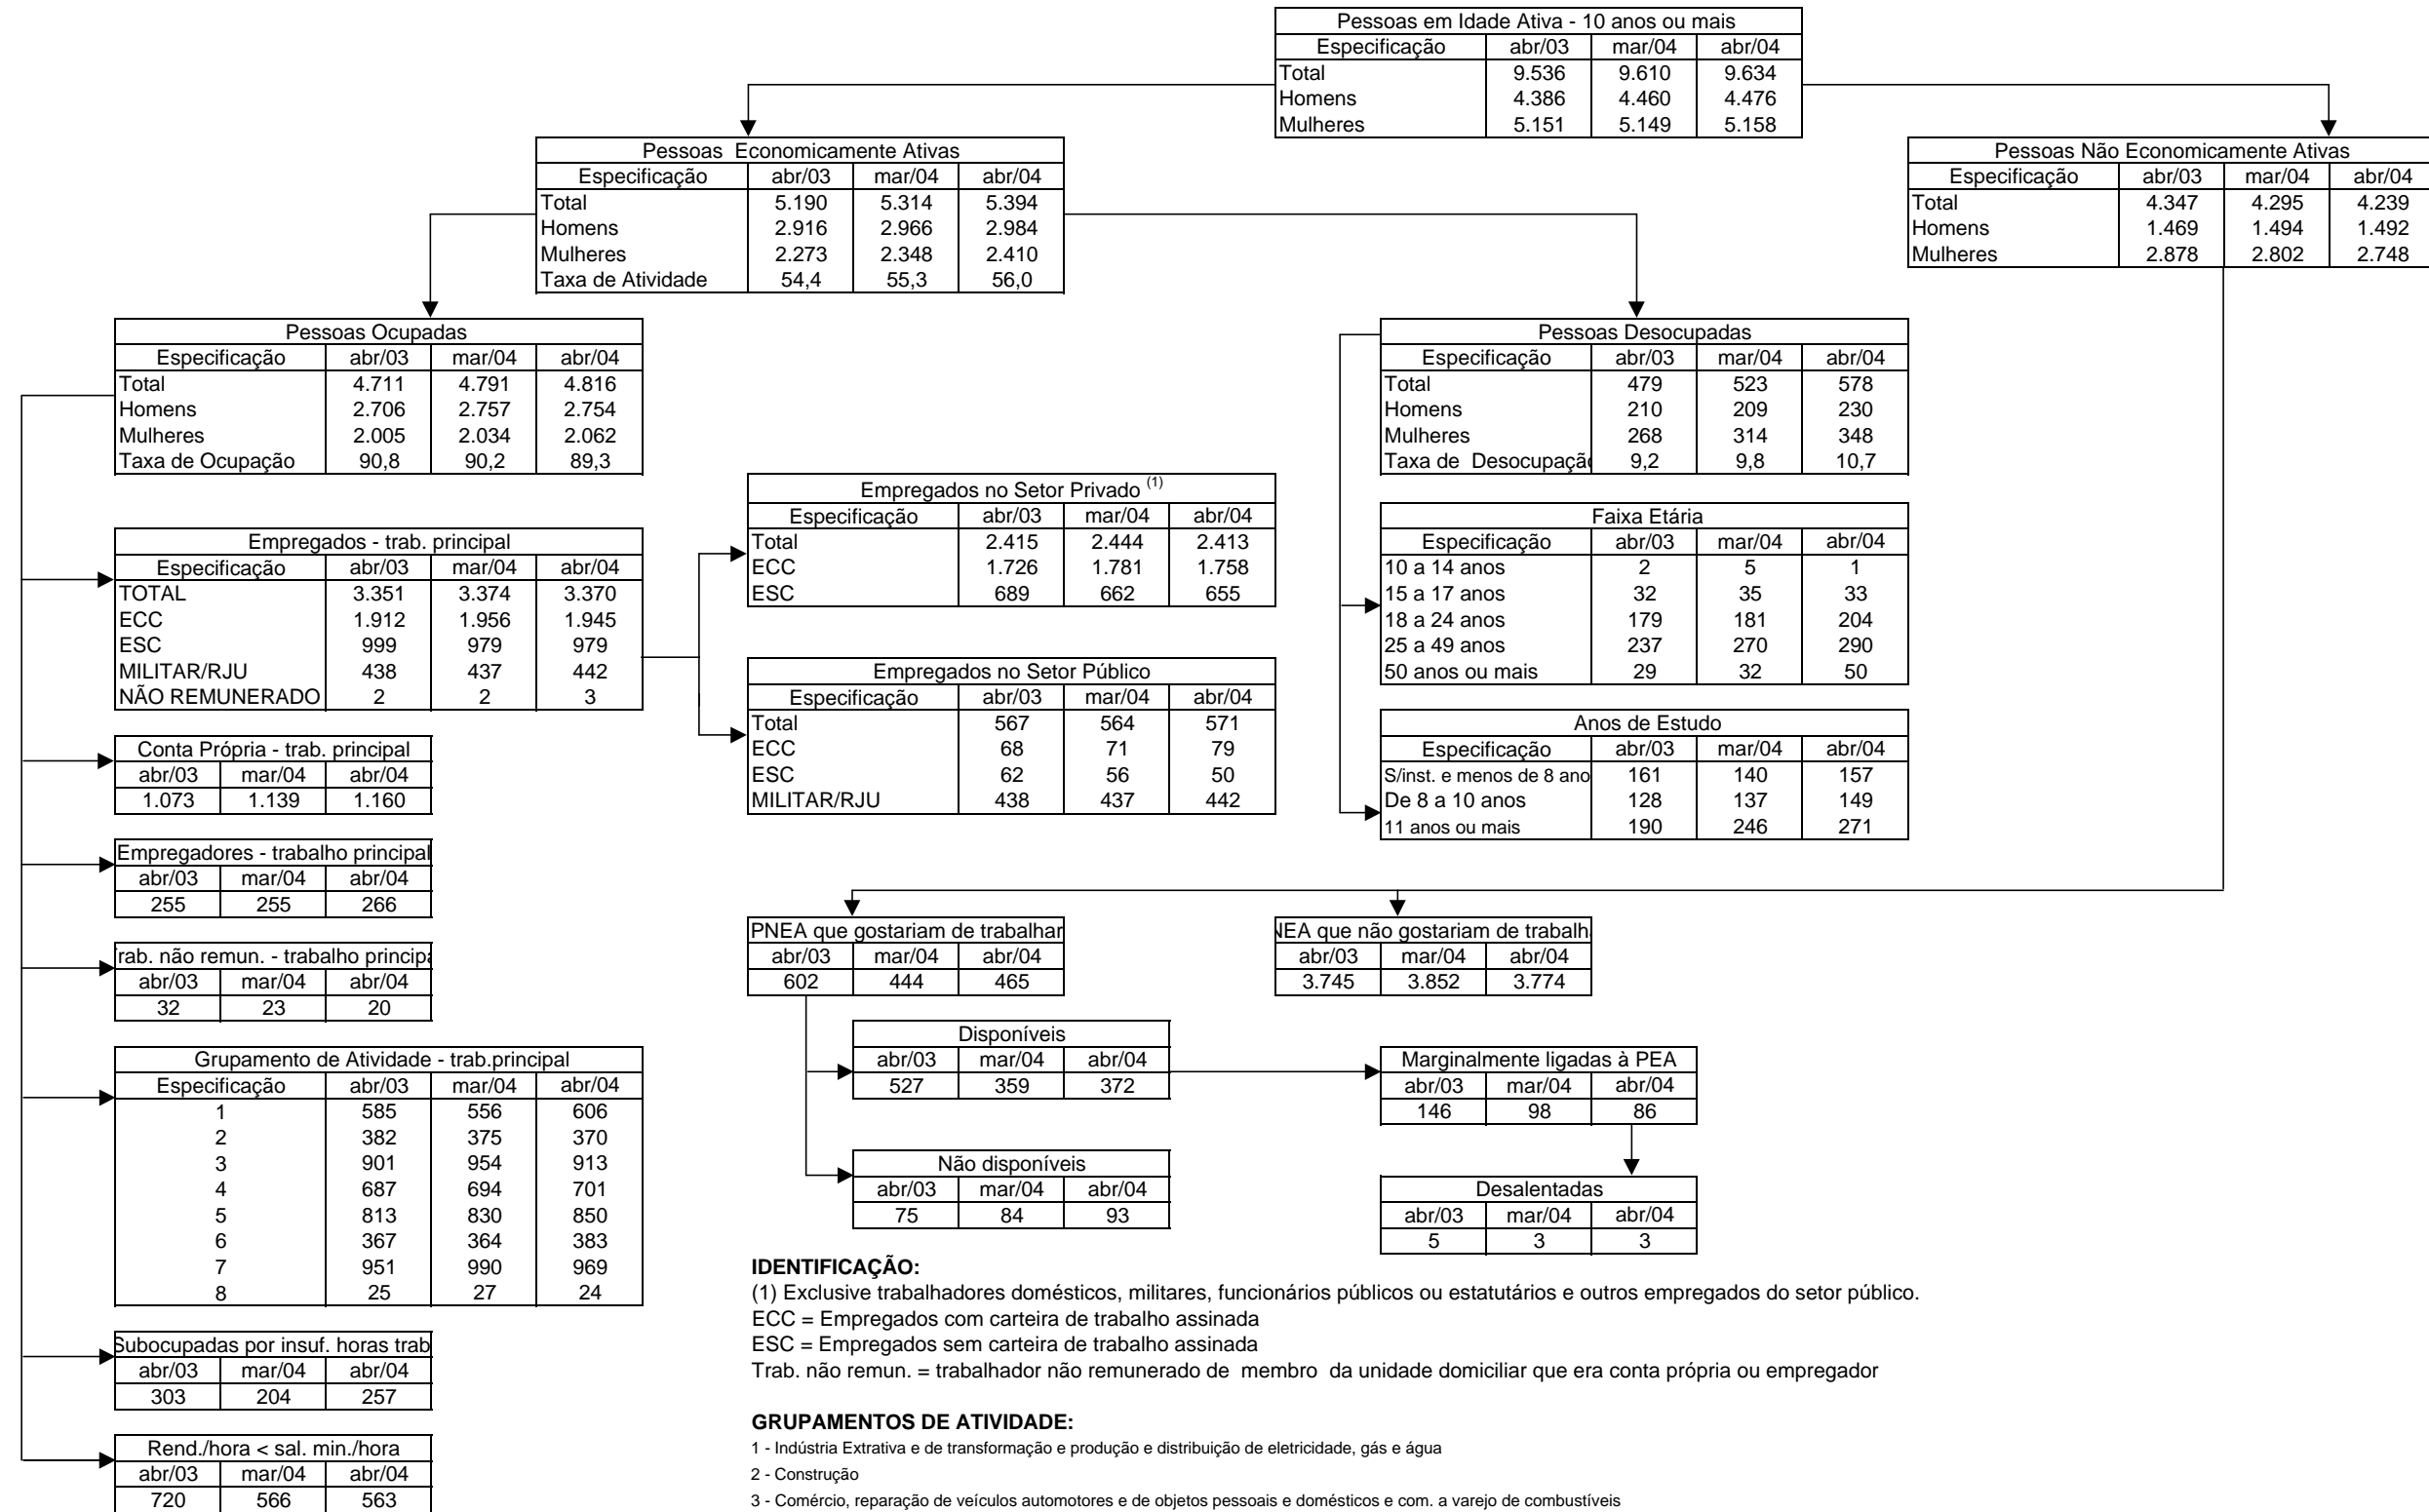 Pessoas em Idade Ativa - 10 anos ou mais
Especificação abr/03 mar/04 abr/04
Total 9.536 9.610 9.634
Homens 4.386 4.460 4.476
Mulheres 5.151 5.149 5.158
Pessoas Economicamente Ativas
Especificação abr/03 mar/04 abr/04
Total 5.190 5.314 5.394
Homens 2.916 2.966 2.984
Mulheres 2.273 2.348 2.410
Taxa de Atividade 54,4 55,3 56,0
Pessoas Não Economicamente Ativas
Especificação abr/03 mar/04 abr/04
Total 4.347 4.295 4.239
Homens 1.469 1.494 1.492
Mulheres 2.878 2.802 2.748
Pessoas Ocupadas
Especificação abr/03 mar/04 abr/04
Total 4.711 4.791 4.816
Homens 2.706 2.757 2.754
Mulheres 2.005 2.034 2.062
Taxa de Ocupação 90,8 90,2 89,3
Pessoas Desocupadas
Especificação abr/03 mar/04 abr/04
Total 479 523 578
Homens 210 209 230
Mulheres 268 314 348
Taxa de Desocupação 9,2 9,8 10,7
Empregados - trab. principal
Especificação abr/03 mar/04 abr/04
TOTAL 3.351 3.374 3.370
ECC 1.912 1.956 1.945
ESC 999 979 979
MILITAR/RJU 438 437 442
NÃO REMUNERADO 2 2 3
Empregados no Setor Privado (1)
Especificação abr/03 mar/04 abr/04
Total 2.415 2.444 2.413
ECC 1.726 1.781 1.758
ESC 689 662 655
Empregados no Setor Público
Especificação abr/03 mar/04 abr/04
Total 567 564 571
ECC 68 71 79
ESC 62 56 50
MILITAR/RJU 438 437 442
Faixa Etária
Especificação abr/03 mar/04 abr/04
10 a 14 anos 2 5 1
15 a 17 anos 32 35 33
18 a 24 anos 179 181 204
25 a 49 anos 237 270 290
50 anos ou mais 29 32 50
Anos de Estudo
Especificação abr/03 mar/04 abr/04
S/inst. e menos de 8 ano 161 140 157
De 8 a 10 anos 128 137 149
11 anos ou mais 190 246 271
Conta Própria - trab. principal
abr/03 mar/04 abr/04
1.073 1.139 1.160
Empregadores - trabalho principal
abr/03 mar/04 abr/04
255 255 266
rab. não remun. - trabalho principa
abr/03 mar/04 abr/04
32 23 20
Grupamento de Atividade - trab.principal
Especificação abr/03 mar/04 abr/04
1 585 556 606
2 382 375 370
3 901 954 913
4 687 694 701
5 813 830 850
6 367 364 383
7 951 990 969
8 25 27 24
Subocupadas por insuf. horas trab
abr/03 mar/04 abr/04
303 204 257
Rend./hora < sal. min./hora
abr/03 mar/04 abr/04
720 566 563
PNEA que gostariam de trabalhar
abr/03 mar/04 abr/04
602 444 465
NEA que não gostariam de trabalh
abr/03 mar/04 abr/04
3.745 3.852 3.774
Disponíveis
abr/03 mar/04 abr/04
527 359 372
Marginalmente ligadas à PEA
abr/03 mar/04 abr/04
146 98 86
Não disponíveis
abr/03 mar/04 abr/04
75 84 93
Desalentadas
abr/03 mar/04 abr/04
5 3 3
IDENTIFICAÇÃO:
(1) Exclusive trabalhadores domésticos, militares, funcionários públicos ou estatutários e outros empregados do setor público.
ECC = Empregados com carteira de trabalho assinada
ESC = Empregados sem carteira de trabalho assinada
Trab. não remun. = trabalhador não remunerado de membro da unidade domiciliar que era conta própria ou empregador
GRUPAMENTOS DE ATIVIDADE:
1 - Indústria Extrativa e de transformação e produção e distribuição de eletricidade, gás e água
2 - Construção
3 - Comércio, reparação de veículos automotores e de objetos pessoais e domésticos e com. a varejo de combustíveis